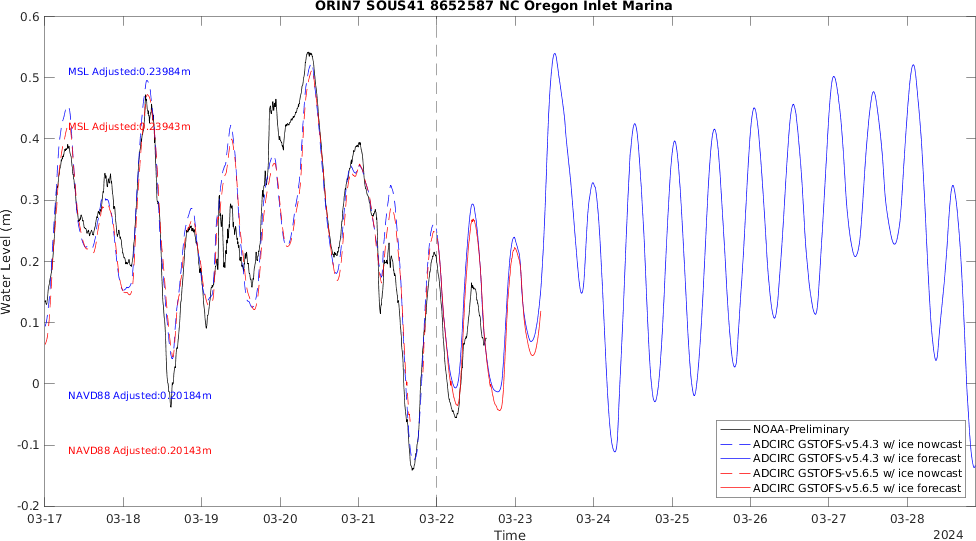 ORIN7 SOUS41 8652587 NC Oregon Inlet Marina
0.6
0.5
0.4
0.3
0.2
0.1
0
-0.1
-0.2
Water Level (m)
MSL Adjusted:0.23984m
MSL Adjusted:0.23943m
NAVD88 Adjusted:0.20184m
NAVD88 Adjusted:0.20143m
NOAA-Preliminary
ADCIRC GSTOFS-v5.4.3 w/ ice nowcast
ADCIRC GSTOFS-v5.4.3 w/ ice forecast
ADCIRC GSTOFS-v5.6.5 w/ ice nowcast
ADCIRC GSTOFS-v5.6.5 w/ ice forecast
03-17 03-18 03-19 03-20 03-21 03-22 03-23 03-24 03-25 03-26 03-27 03-28
Time
2024